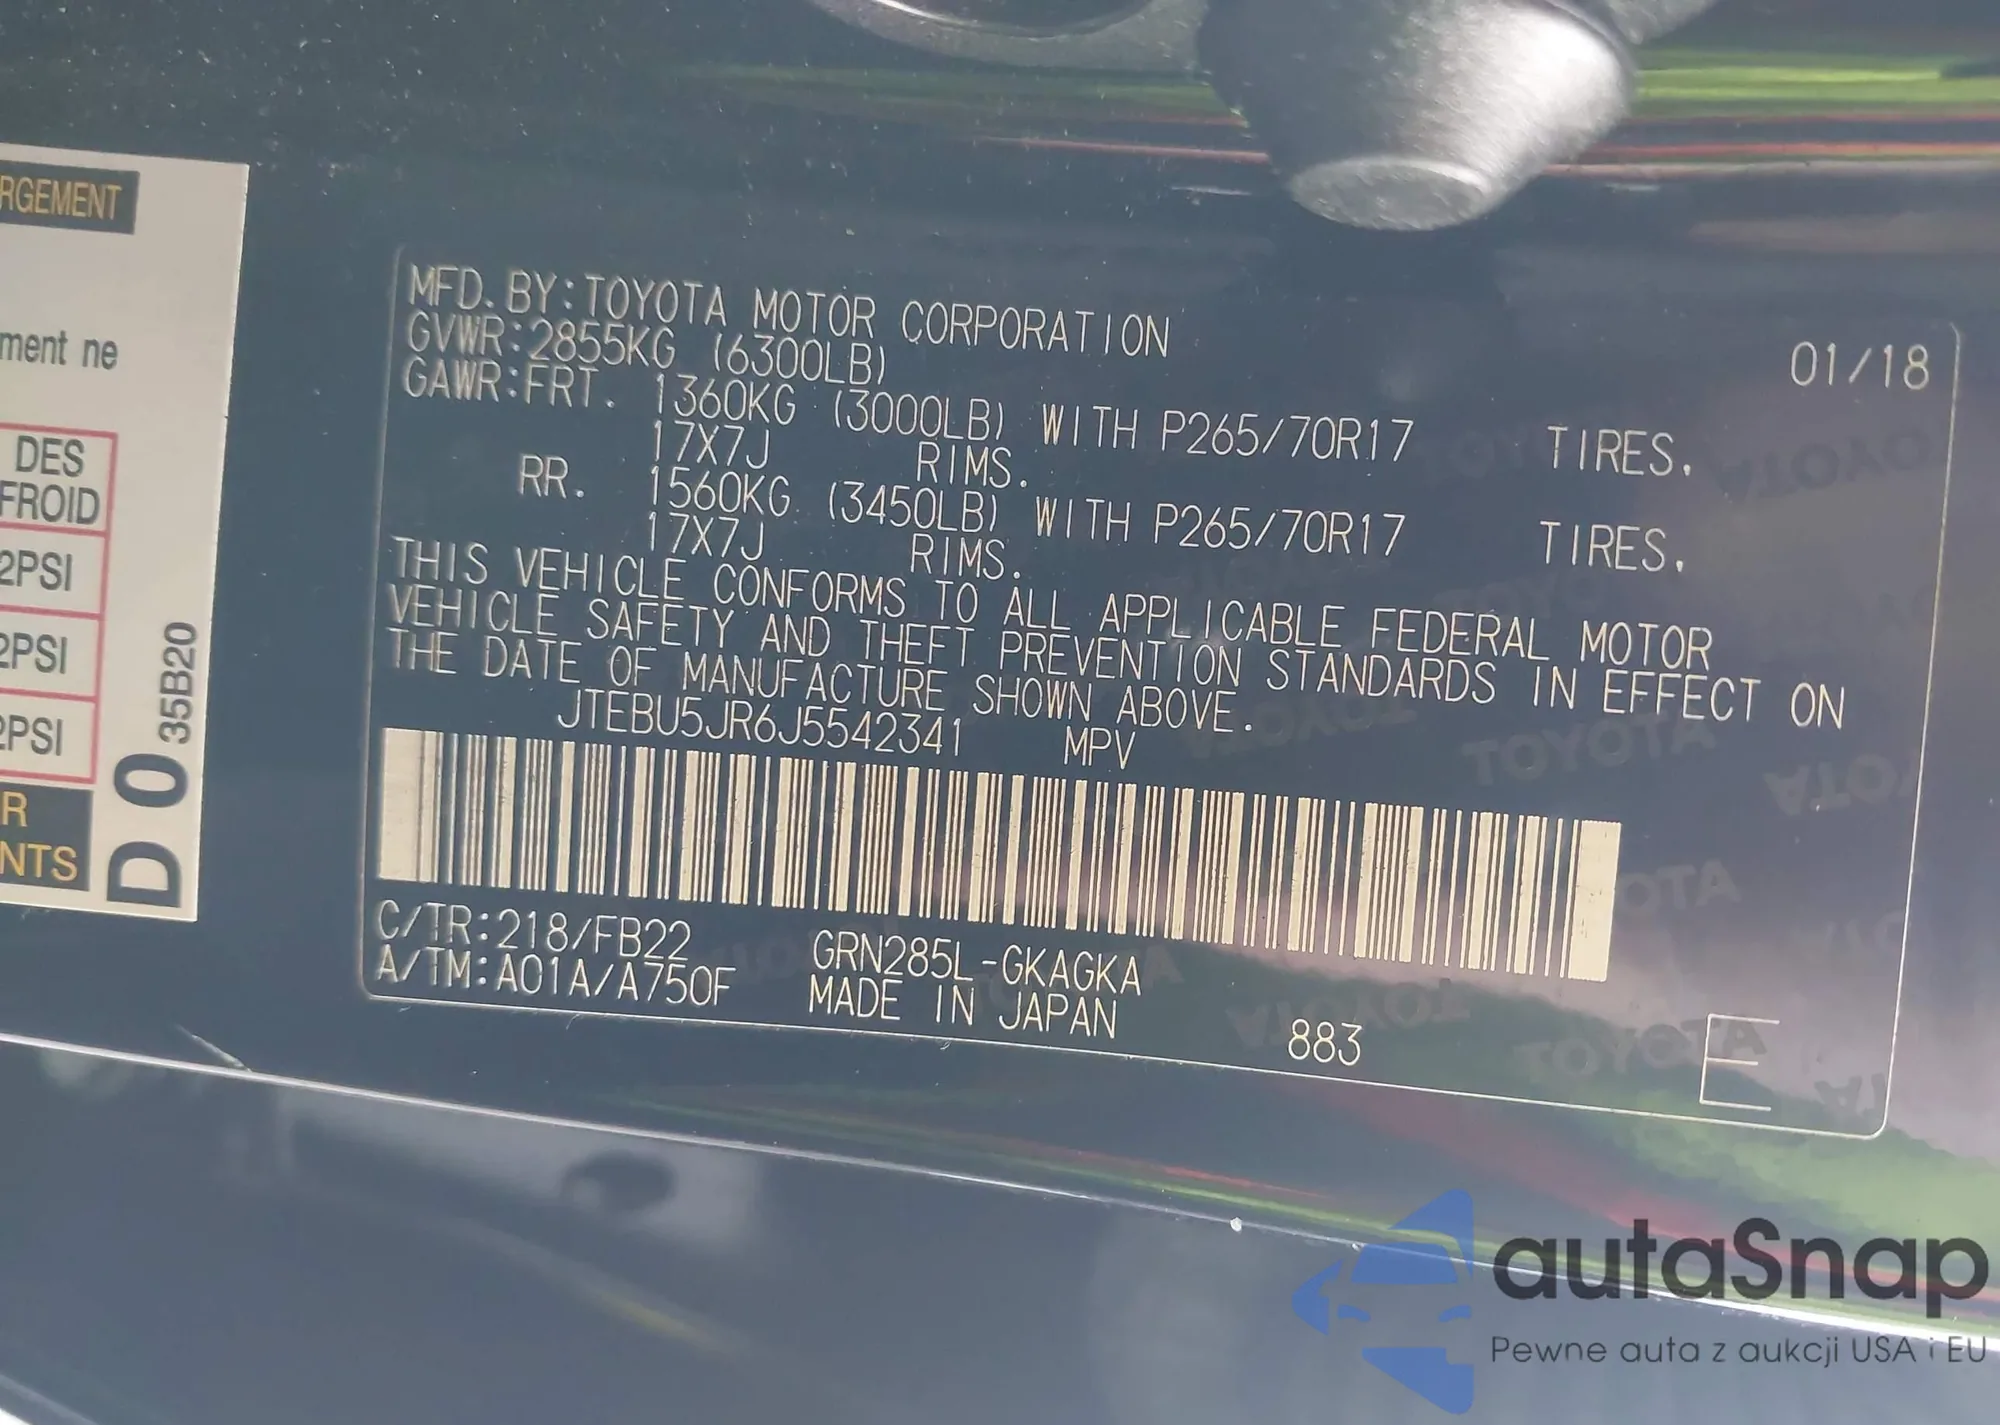 RGEMENT
ment ne
DES
FROID
2PSI
2PSI
2PSI
R
NTS
D 0 35B20
MFD. BY:TOYOTA MOTOR CORPORATION 01/18
GVWR:2855KG (6300LB)
GAWR:FRT. 1360KG (3000LB) WITH P265/70R17 TIRES.
17X7J RIMS.
RR. 1560KG (3450LB) WITH P265/70R17 TIRES.
17X7J RIMS.
THIS VEHICLE CONFORMS TO ALL APPLICABLE FEDERAL MOTOR
VEHICLE SAFETY AND THEFT PREVENTION STANDARDS IN EFFECT ON
THE DATE OF MANUFACTURE SHOWN ABOVE.
JTEBU5JR6J5542341 MPV
C/TR:218/FB22 GRN285L-GKAGKA
A/TM:A01A/A750F MADE IN JAPAN 883 E
autaSnap
Pewne auta z aukcji USA i EU